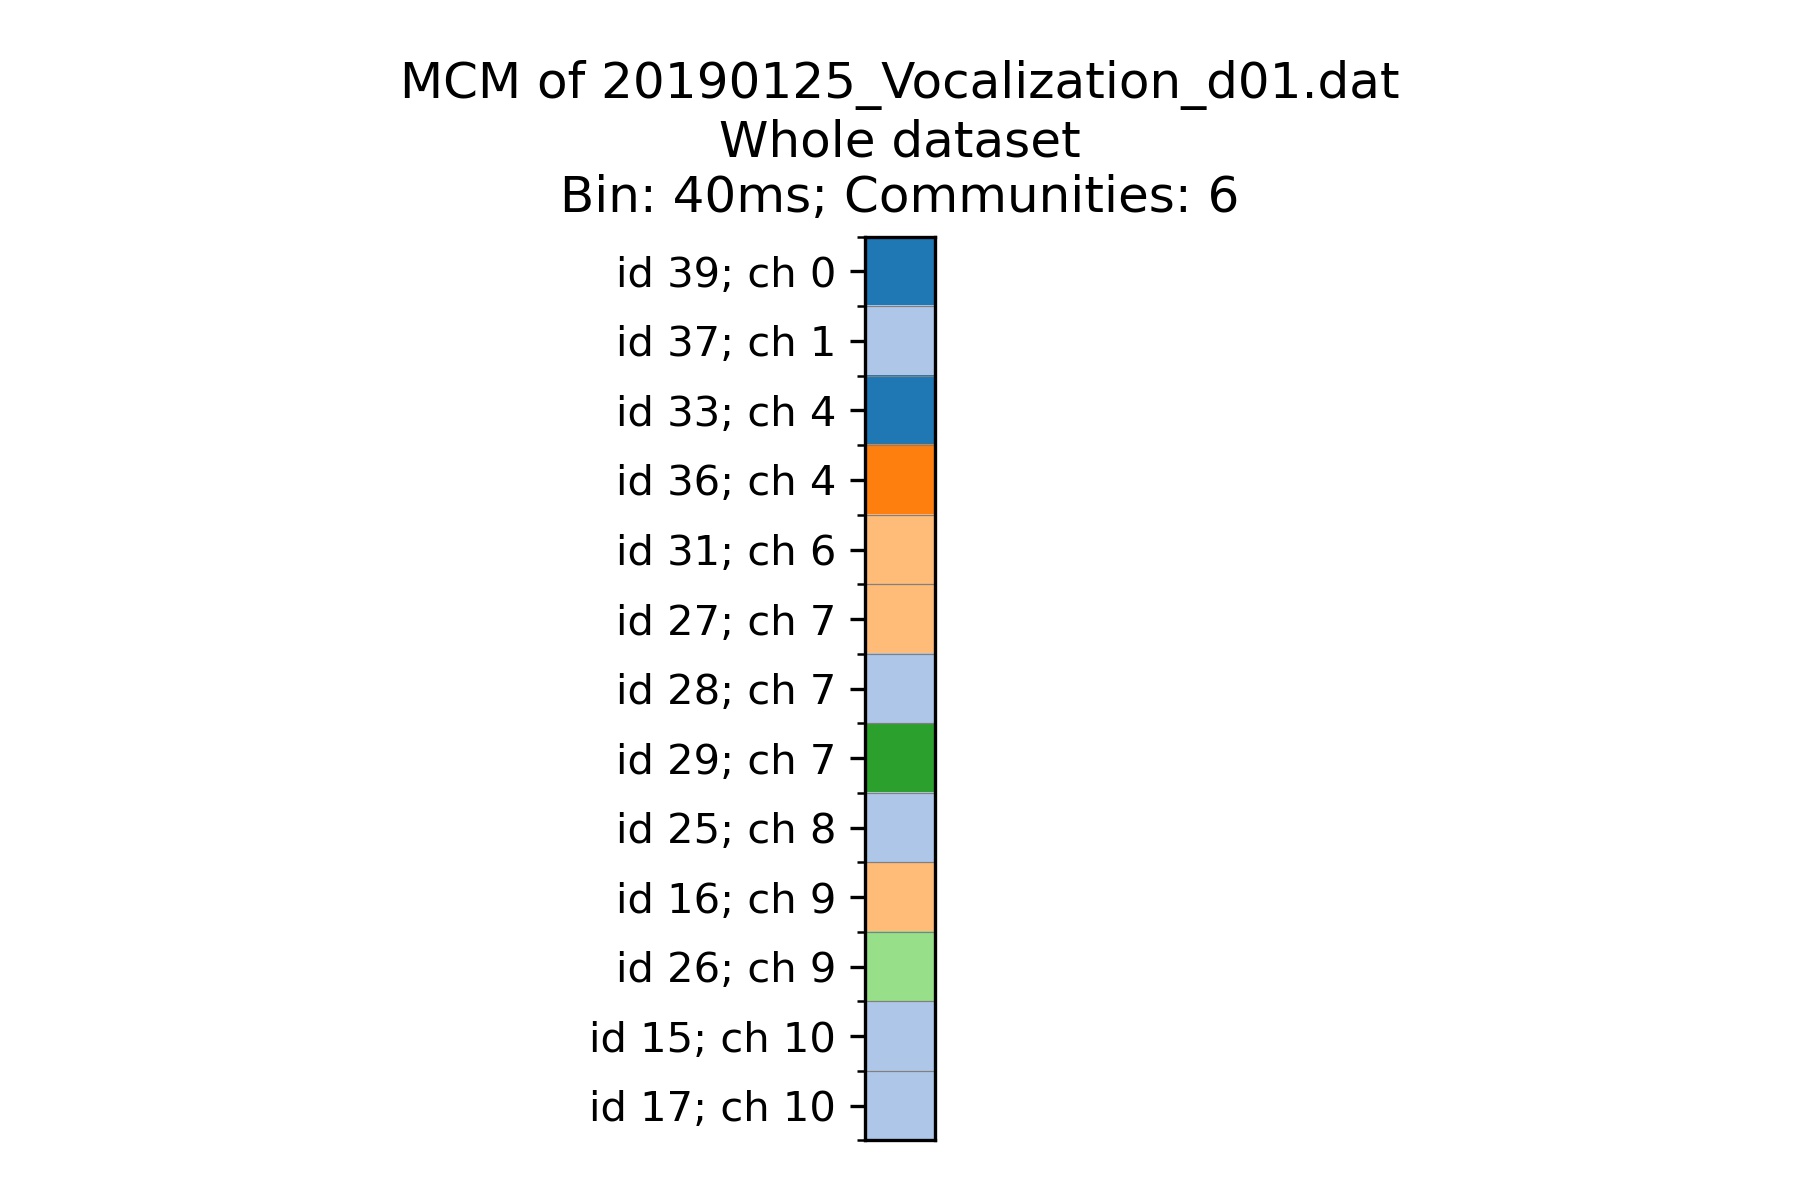 MCM of 20190125_Vocalization_d01.dat
Whole dataset
Bin: 40ms; Communities: 6
id 39; ch 0
id 37; ch 1
id 33; ch 4
id 36; ch 4
id 31; ch 6
id 27; ch 7
id 28; ch 7
id 29; ch 7
id 25; ch 8
id 16; ch 9
id 26; ch 9
id 15; ch 10
id 17; ch 10